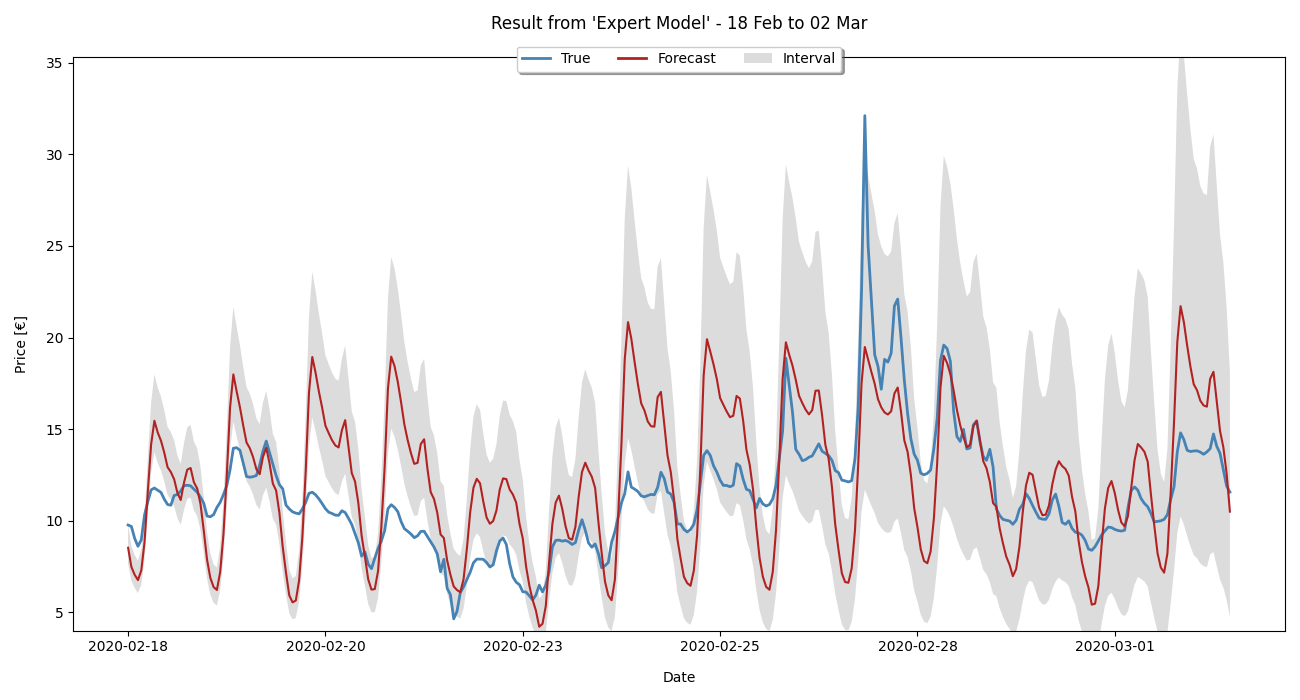 Result from 'Expert Model' - 18 Feb to 02 Mar
True Forecast Interval
Price [€]
35
30
25
20
15
10
5
2020-02-18 2020-02-20 2020-02-23 2020-02-25 2020-02-28 2020-03-01
Date